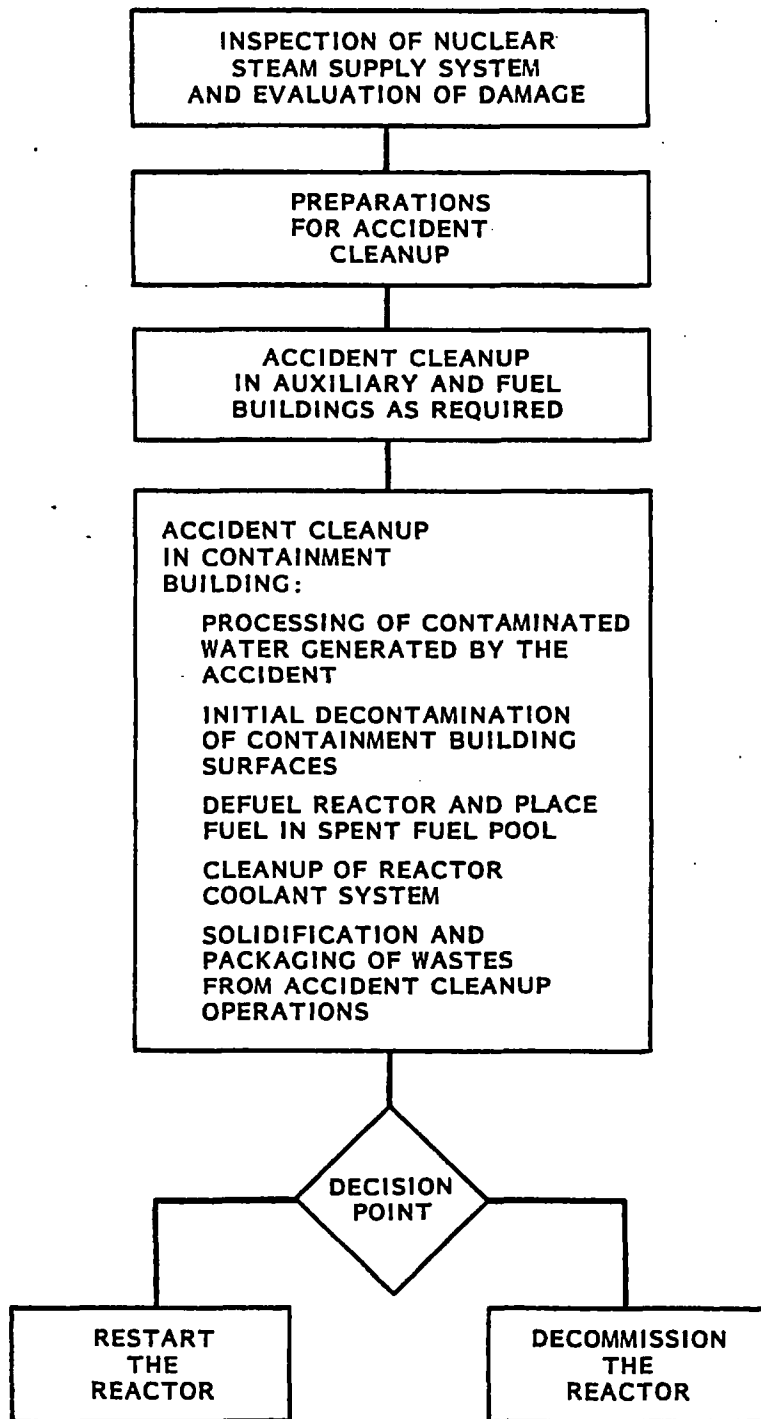 INSPECTION OF NUCLEAR
STEAM SUPPLY SYSTEM
AND EVALUATION OF DAMAGE
PREPARATIONS
FOR ACCIDENT
CLEANUP
ACCIDENT CLEANUP
IN AUXILIARY AND FUEL
BUILDINGS AS REQUIRED
ACCIDENT CLEANUP
IN CONTAINMENT
BUILDING:
PROCESSING OF CONTAMINATED
WATER GENERATED BY THE
ACCIDENT
INITIAL DECONTAMINATION
OF CONTAINMENT BUILDING
SURFACES
DEFUEL REACTOR AND PLACE
FUEL IN SPENT FUEL POOL
CLEANUP OF REACTOR
COOLANT SYSTEM
SOLIDIFICATION AND
PACKAGING OF WASTES
FROM ACCIDENT CLEANUP
OPERATIONS
DECISION
POINT
RESTART
THE
REACTOR
DECOMMISSION
THE
REACTOR